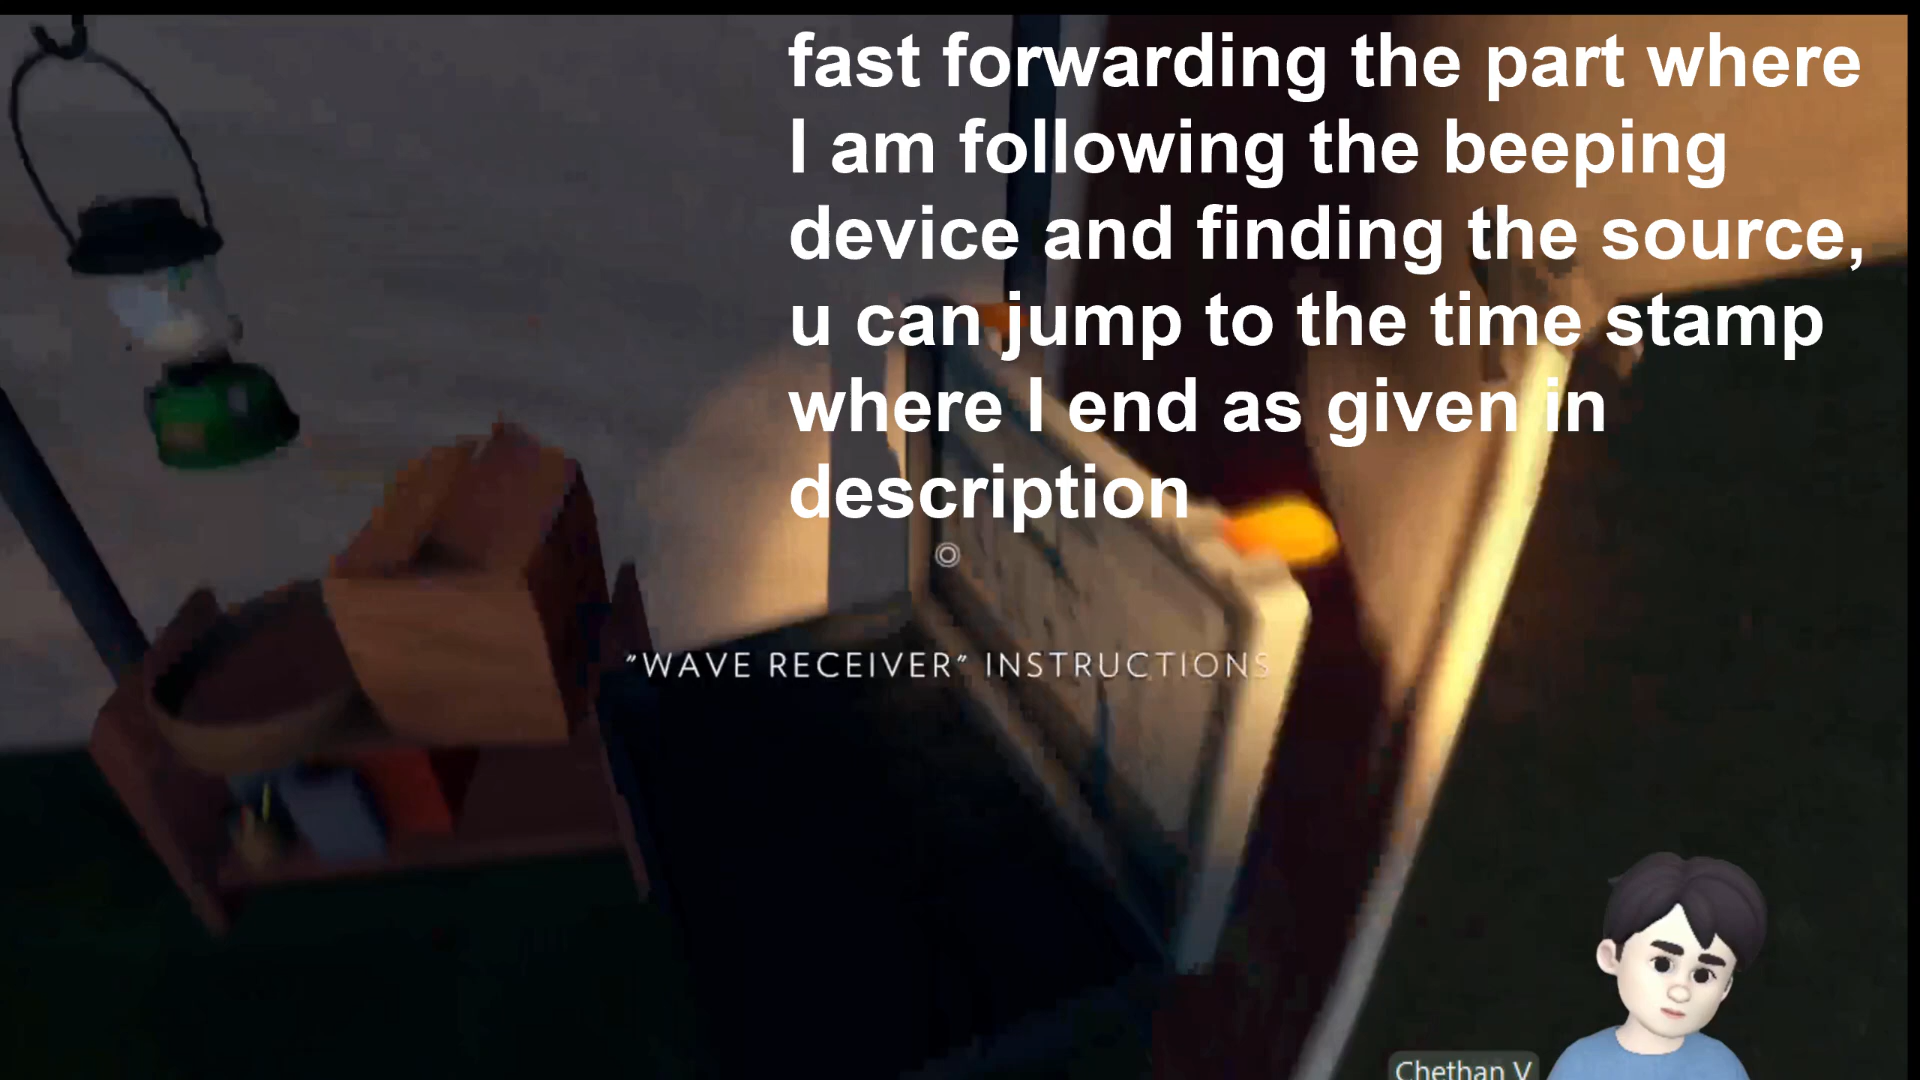 fast forwarding the part where
I am following the beeping
device and finding the source,
u can jump to the time stamp
where I end as given in
description
"WAVE RECEIVER" INSTRUCTIONS
Chethan V